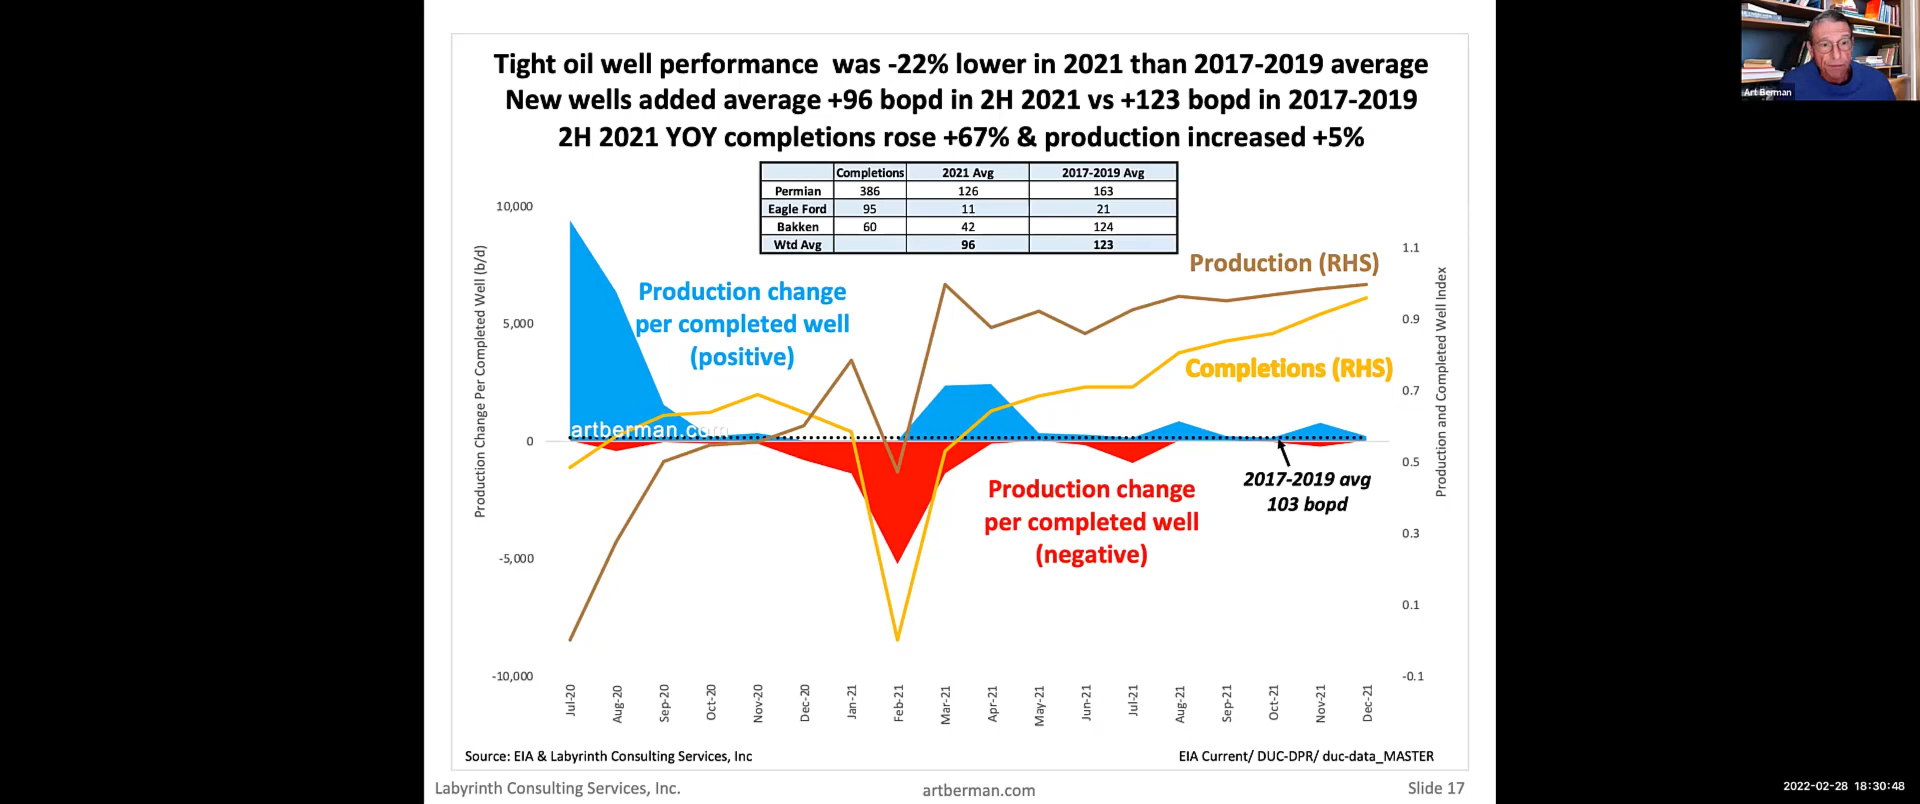 Tight oil well performance was -22% lower in 2021 than 2017-2019 average
New wells added average +96 bopd in 2H 2021 vs +123 bopd in 2017-2019
2H 2021 YOY completions rose +67% & production increased +5%
Completions 2021 Avg 2017-2019 Avg
Permian 386 126 163
Eagle Ford 95 11 21
Bakken 60 42 124
Wtd Avg 96 123
Production Change Per Completed Well (b/d)
10,000
5,000
0
-5,000
-10,000
Production change
per completed well
(positive)
artberman.com
Production (RHS)
Completions (RHS)
Production change
per completed well
(negative)
2017-2019 avg
103 bopd
1.1
0.9
0.7
0.5
0.3
0.1
-0.1
Production and Completed Well Index
Jul-20
Aug-20
Sep-20
Oct-20
Nov-20
Dec-20
Jan-21
Feb-21
Mar-21
Apr-21
May-21
Jun-21
Jul-21
Aug-21
Sep-21
Oct-21
Nov-21
Dec-21
Source: EIA & Labyrinth Consulting Services, Inc
EIA Current/ DUC-DPR/ duc-data_MASTER
Labyrinth Consulting Services, Inc.
artberman.com
Slide 17
Art Berman
2022-02-28 18:30:48